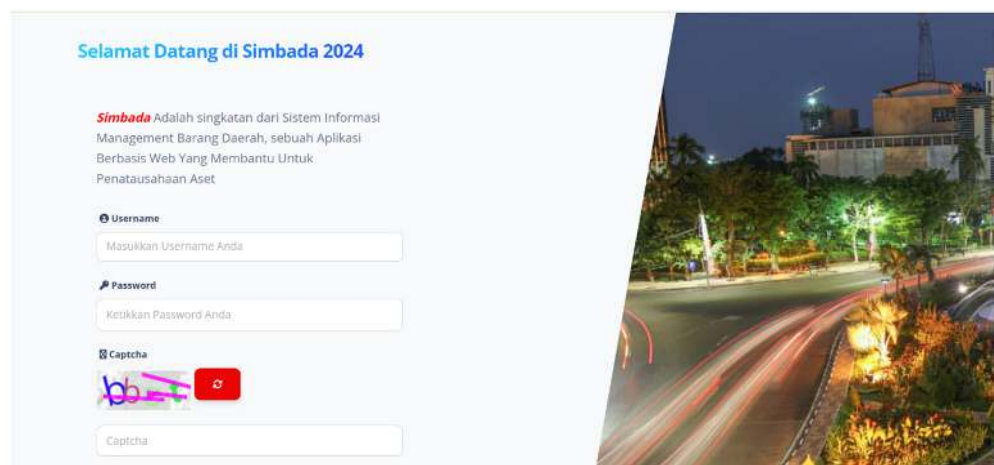 Selamat Datang di Simbada 2024
Simbada Adalah singkatan dari Sistem Informasi
Management Barang Daerah, sebuah Aplikasi
Berbasis Web Yang Membantu Untuk
Penatausahaan Aset
Username
Masukkan Username Anda
Password
Ketikkan Password Anda
Captcha
Captcha